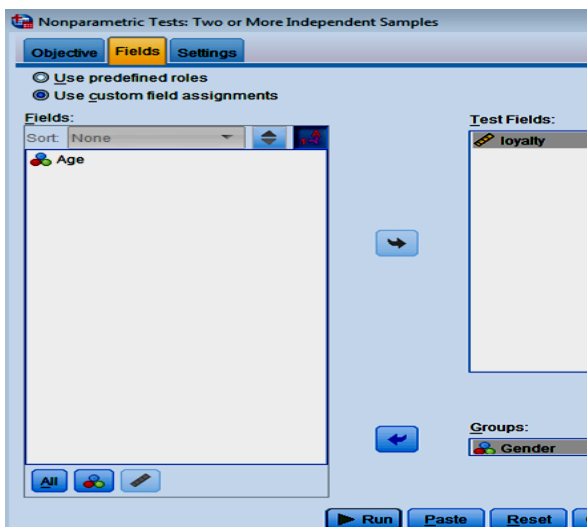 Nonparametric Tests: Two or More Independent Samples
Objective Fields Settings
Use predefined roles
Use custom field assignments
Fields:
Sort: None
Age
Test Fields:
loyalty
Groups:
Gender
All
Run Paste Reset